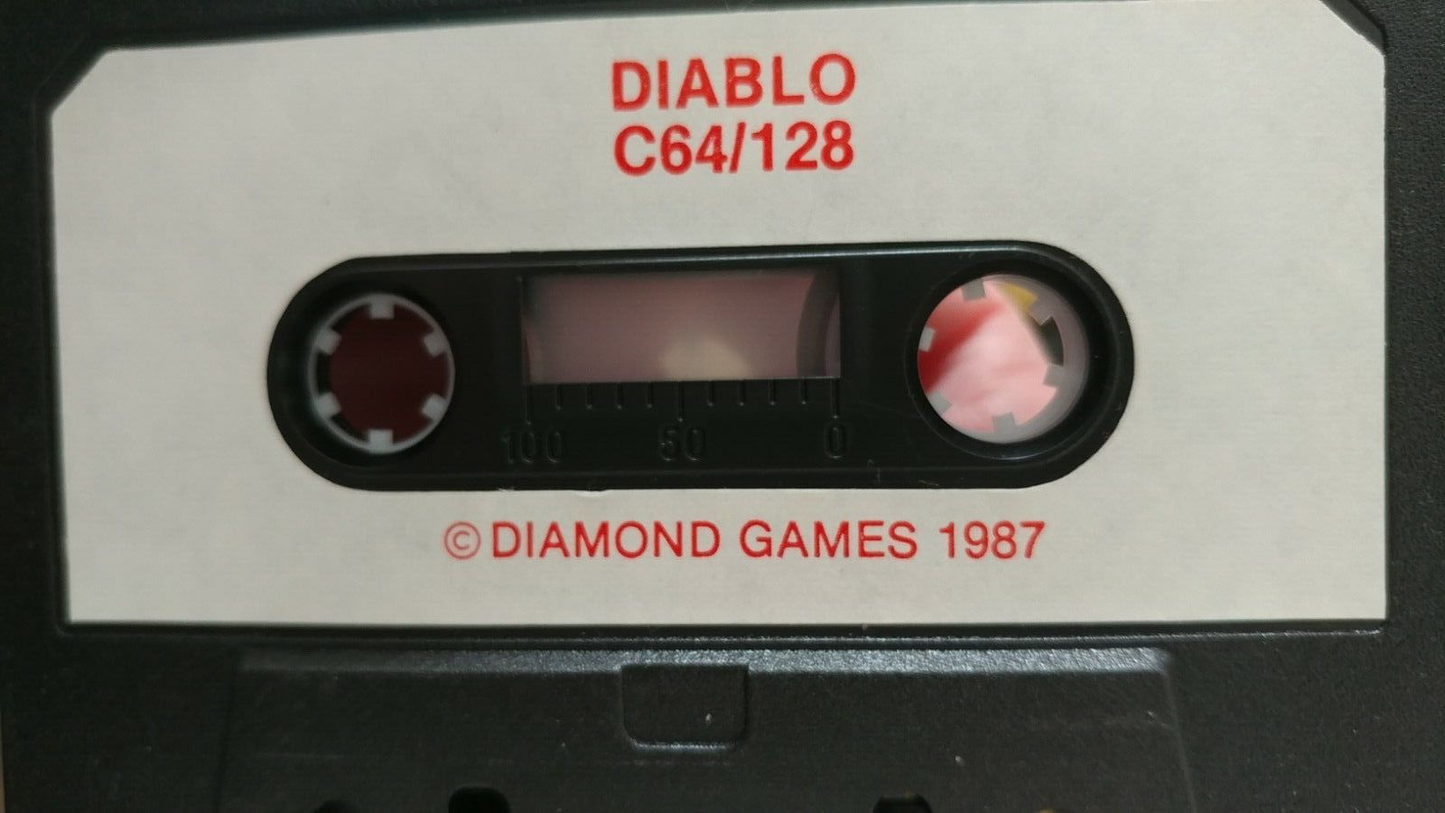 DIABLO
C64/128
100 50 0
©DIAMOND GAMES 1987